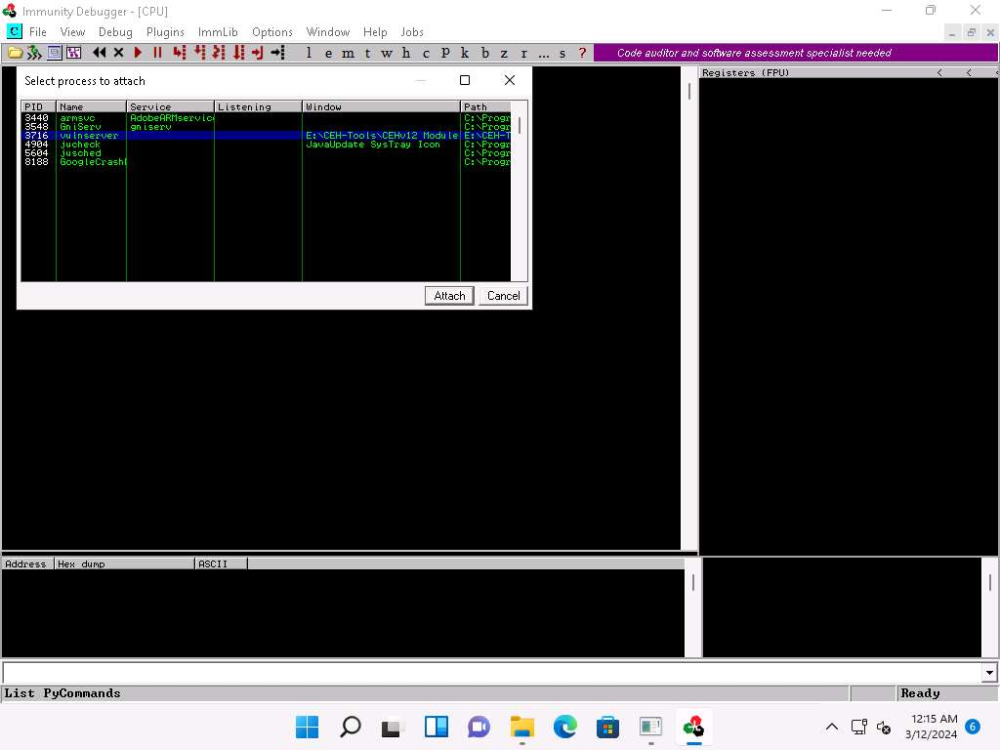 Immunity Debugger - [CPU]
C File View Debug Plugins ImmLib Options Window Help Jobs
l e m t w h c P k b z r ... s ?
Code auditor and software assessment specialist needed
Select process to attach
Registers (FPU) < < <
PID Name Service Listening Window Path
3440 armsvc AdobeARMservic C:\Progr
3548 GniServ gniserv C:\Progr
3716 vulnserver E:\CEH-Tools\CEHv12 Module E:\CEH-T
4904 jucheck JavaUpdate SysTray Icon C:\Progr
5604 jusched C:\Progr
8188 GoogleCrash C:\Progr
Attach Cancel
Address Hex dump ASCII
List PyCommands Ready
12:15 AM
3/12/2024 6